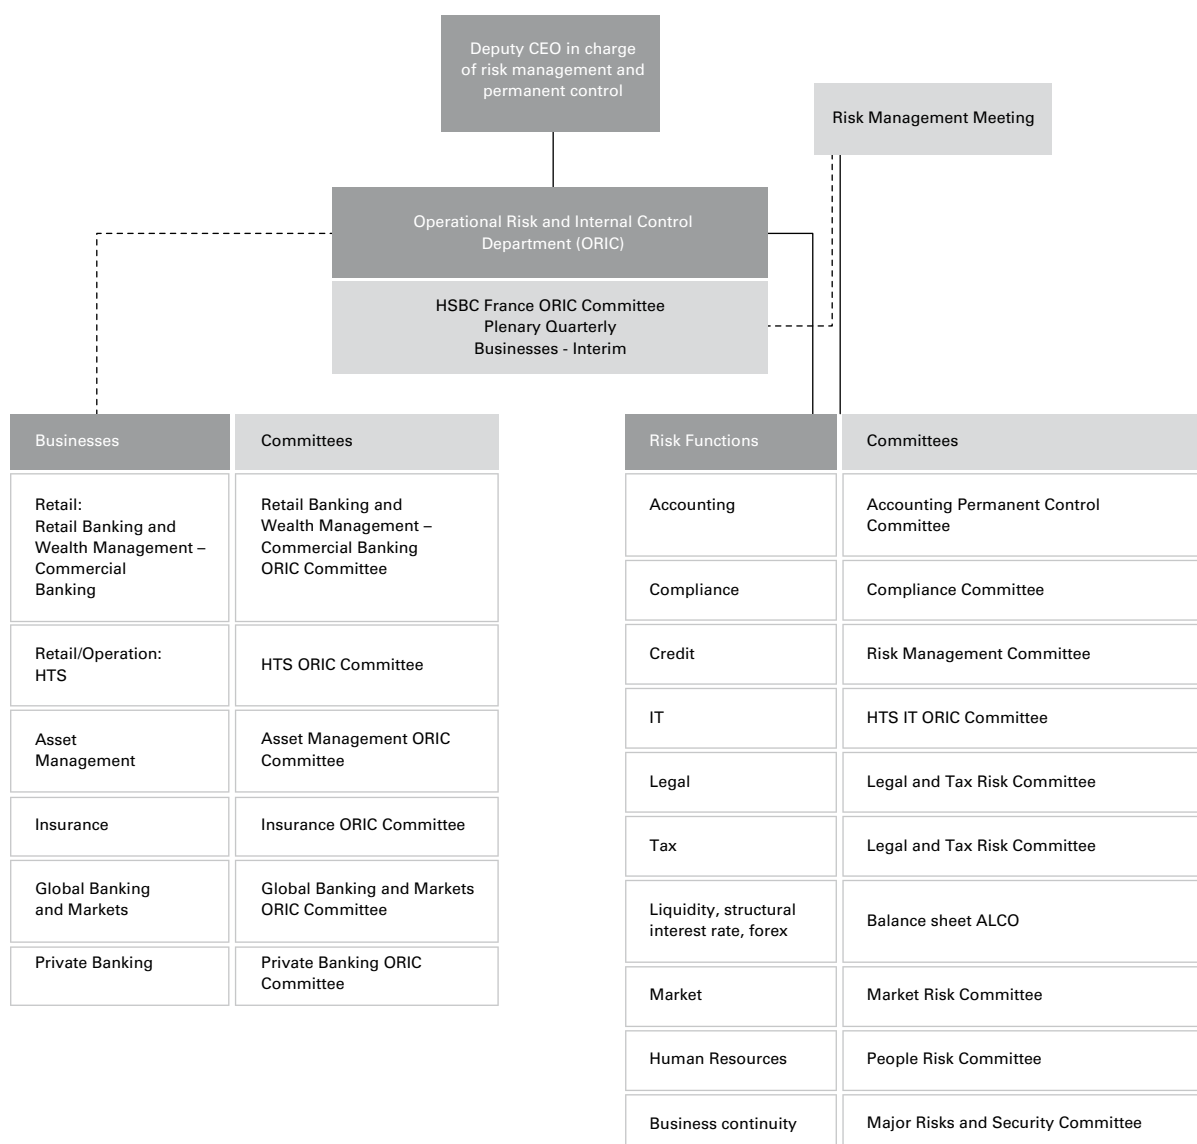 Deputy CEO in charge
of risk management and
permanent control
Risk Management Meeting
Operational Risk and Internal Control
Department (ORIC)
HSBC France ORIC Committee
Plenary Quarterly
Businesses - Interim
Businesses
Committees
Retail:
Retail Banking and
Wealth Management –
Commercial
Banking
Retail Banking and
Wealth Management –
Commercial Banking
ORIC Committee
Retail/Operation:
HTS
HTS ORIC Committee
Asset
Management
Asset Management ORIC
Committee
Insurance
Insurance ORIC Committee
Global Banking
and Markets
Global Banking and Markets
ORIC Committee
Private Banking
Private Banking ORIC
Committee
Risk Functions
Committees
Accounting
Accounting Permanent Control
Committee
Compliance
Compliance Committee
Credit
Risk Management Committee
IT
HTS IT ORIC Committee
Legal
Legal and Tax Risk Committee
Tax
Legal and Tax Risk Committee
Liquidity, structural
interest rate, forex
Balance sheet ALCO
Market
Market Risk Committee
Human Resources
People Risk Committee
Business continuity
Major Risks and Security Committee